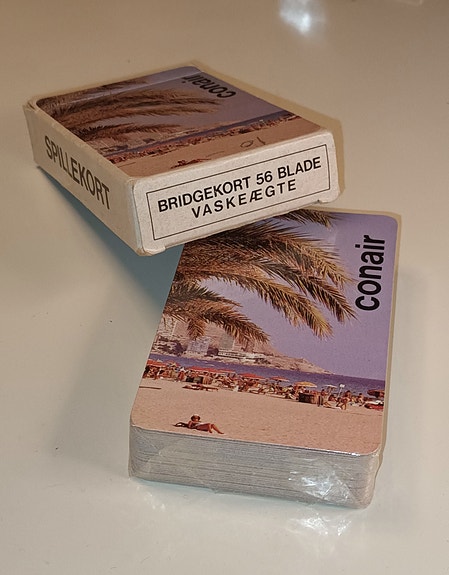 conair
SPILLEKORT
BRIDGEKORT 56 BLADE
VASKEÆGTE
conair